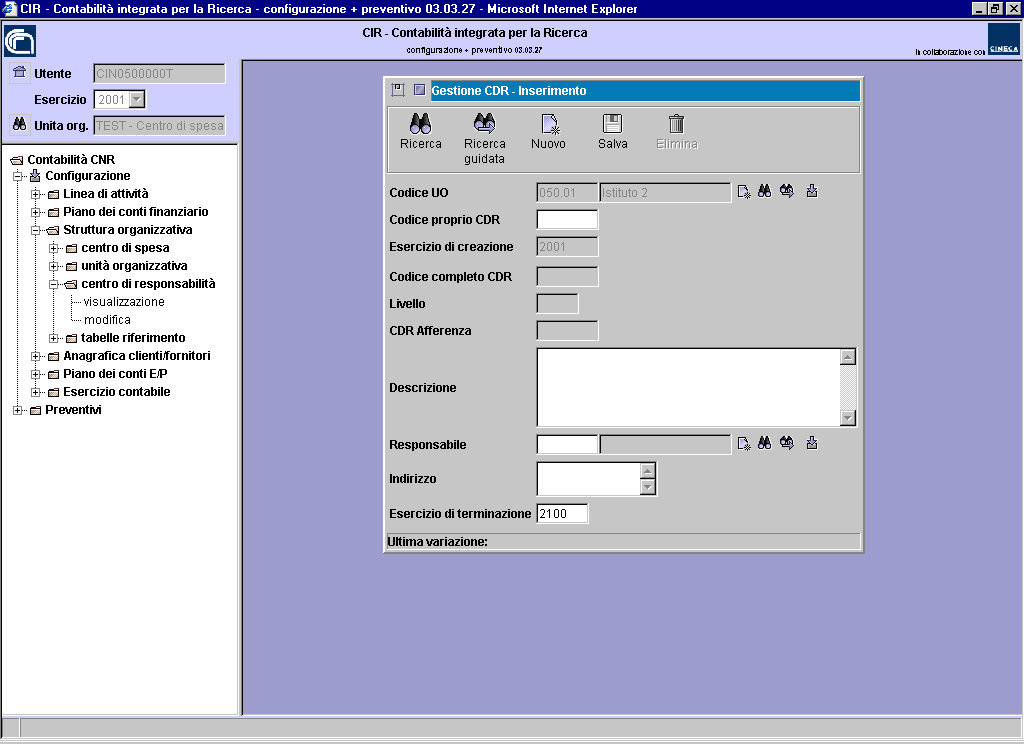 CIR - Contabilità integrata per la Ricerca - configurazione + preventivo 03.03.27 - Microsoft Internet Explorer
CIR - Contabilità integrata per la Ricerca
configurazione + preventivo 03.03.27
In collaborazione con
CINECA
Utente CIN0500000T
Esercizio 2001
Unita org. TEST - Centro di spesa
Contabilità CNR
Configurazione
Linea di attività
Piano dei conti finanziario
Struttura organizzativa
centro di spesa
unità organizzativa
centro di responsabilità
visualizzazione
modifica
tabelle riferimento
Anagrafica clienti/fornitori
Piano dei conti E/P
Esercizio contabile
Preventivi
Gestione CDR - Inserimento
Ricerca
Ricerca guidata
Nuovo
Salva
Elimina
Codice UO 050.01 Istituto 2
Codice proprio CDR
Esercizio di creazione 2001
Codice completo CDR
Livello
CDR Afferenza
Descrizione
Responsabile
Indirizzo
Esercizio di terminazione 2100
Ultima variazione: